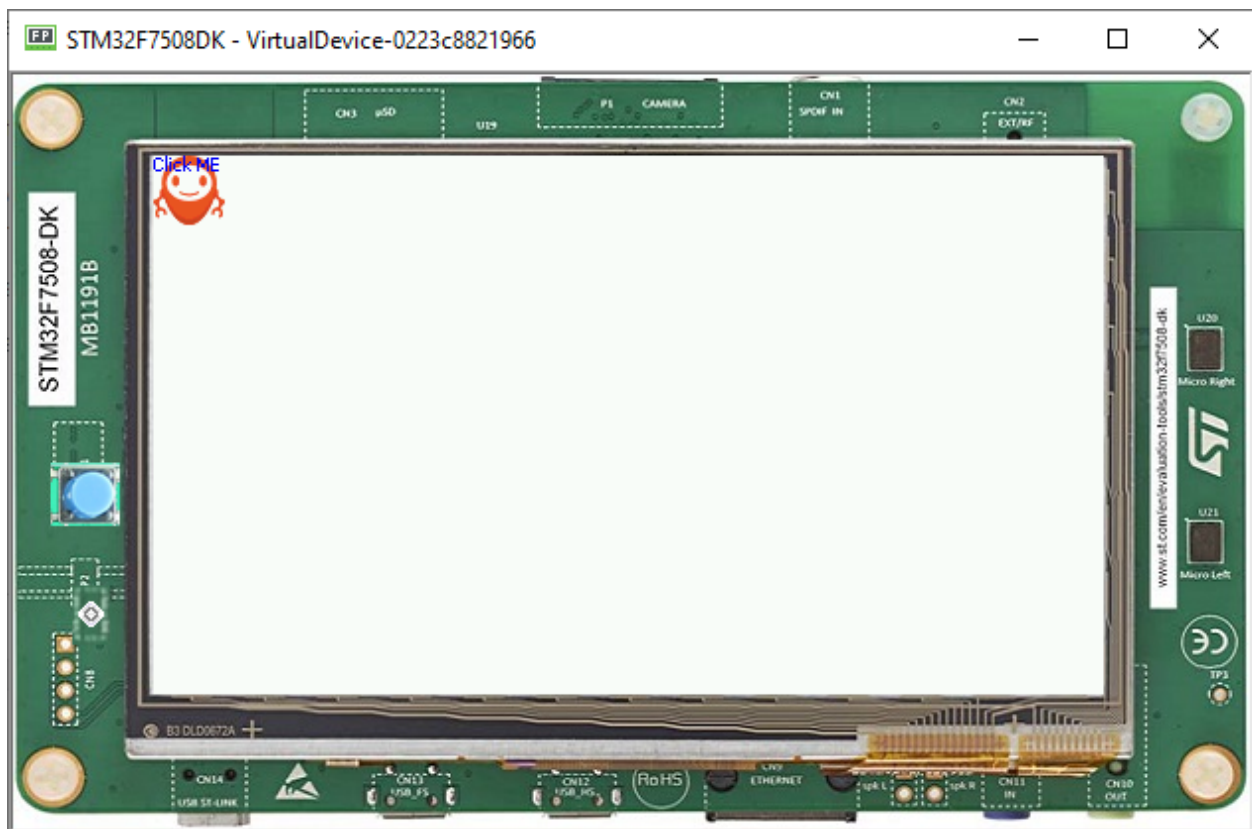 STM32F7508DK - VirtualDevice-0223c8821966
CN3 µSD
U19
P1 CAMERA
CN1
SPDIF IN
CN2
EXT/RF
Click ME
STM32F7508-DK
MB1191B
www.st.com/en/evaluation-tools/stm32f7508-dk
U20
Micro Right
U21
Micro Left
CE
TP3
P2
CN8
B3 DLD0672A
CN14
USB ST-LINK
CN13
USB_FS
CN12
USB_HS
RoHS
CN9
ETHERNET
spk L
spk R
CN11
IN
CN10
OUT